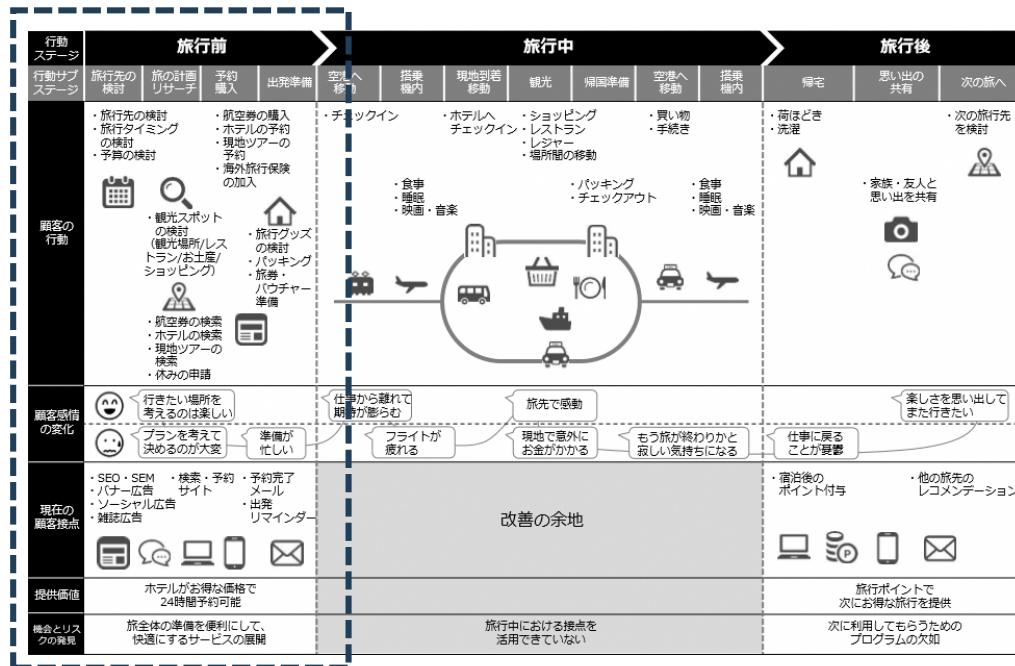 行動
ステージ
旅行前
旅行中
旅行後
行動サブ
ステージ
旅行先の
検討
旅の計画
リサーチ
予約
購入
出発準備
空港へ
移動
搭乗
機内
現地到着
移動
観光
帰国準備
空港へ
移動
搭乗
機内
帰宅
思い出の
共有
次の旅へ
顧客の
行動
・旅行先の検討
・旅行タイミング
の検討
・予算の検討
・観光スポット
の検討
(観光場所/レス
トラン/お土産/
ショッピング)
・航空券の検索
・ホテルの検索
・現地ツアーの
検索
・休みの申請
・航空券の購入
・ホテルの予約
・現地ツアーの
予約
・海外旅行保険
の加入
・旅行グッズ
の検討
・パッキング
・旅券・
バウチャー
準備
・チェックイン
・食事
・睡眠
・映画・音楽
・ホテルへ
チェックイン
・ショッピング
・レストラン
・レジャー
・場所間の移動
・パッキング
・チェックアウト
・買い物
・手続き
・食事
・睡眠
・映画・音楽
・荷ほどき
・洗濯
・家族・友人と
思い出を共有
・次の旅行先
を検討
顧客感情
の変化
行きたい場所を
考えるのは楽しい
プランを考えて
決めるのが大変
準備が
忙しい
仕事から離れて
期待が膨らむ
フライトが
疲れる
旅先で感動
現地で意外に
お金がかかる
もう旅が終わりかと
寂しい気持ちになる
仕事に戻る
ことが憂鬱
楽しさを思い出して
また行きたい
現在の
顧客接点
・SEO・SEM
・バナー広告
・ソーシャル広告
・雑誌広告
・検索・予約
サイト
・予約完了
メール
・出発
リマインダー
改善の余地
・宿泊後の
ポイント付与
・他の旅先の
レコメンデーション
P
提供価値
ホテルがお得な価格で
24時間予約可能
旅行ポイントで
次にお得な旅行を提供
機会とリス
クの発見
旅全体の準備を便利にして、
快適にするサービスの展開
旅行中における接点を
活用できていない
次に利用してもらうための
プログラムの欠如